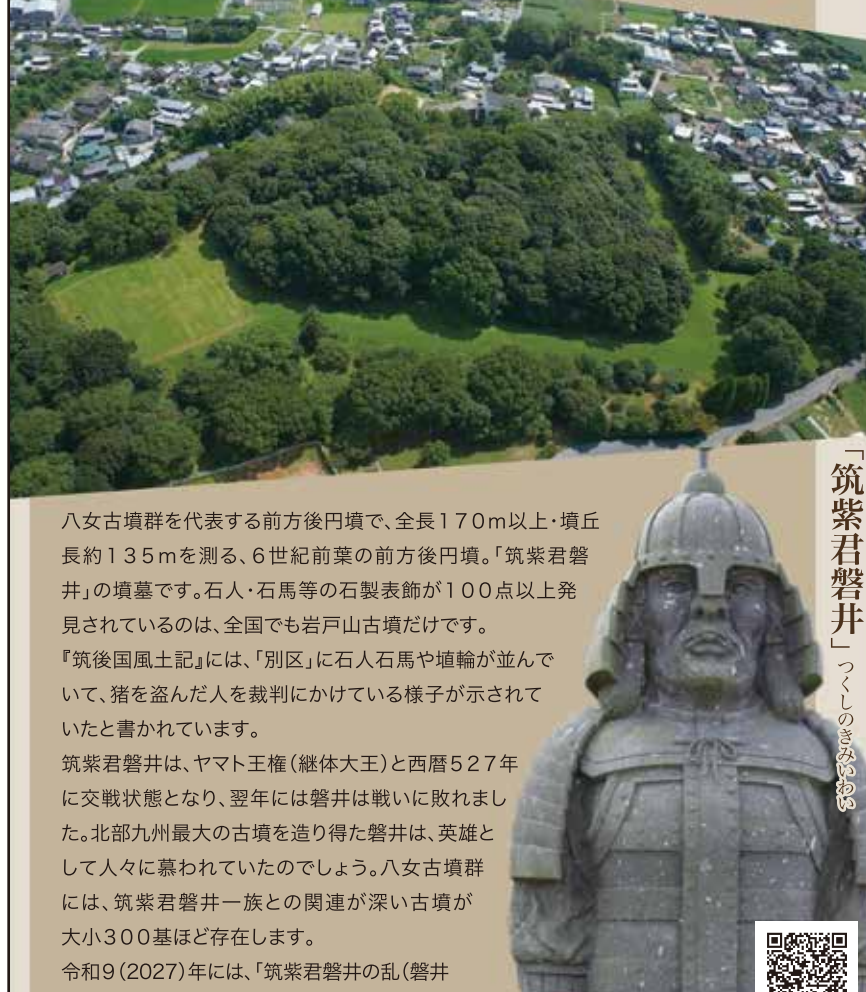 八女古墳群を代表する前方後円墳で、全長170m以上・墳丘
長約135mを測る、6世紀前葉の前方後円墳。「筑紫君磐
井」の墳墓です。石人・石馬等の石製表飾が100点以上発
見されているのは、全国でも岩戸山古墳だけです。
『筑後国風土記』には、「別区」に石人石馬や埴輪が並んで
いて、猪を盗んだ人を裁判にかけている様子が示されて
いたと書かれています。
筑紫君磐井は、ヤマト王権(継体大王)と西暦527年
に交戦状態となり、翌年には磐井は戦いに敗れまし
た。北部九州最大の古墳を造り得た磐井は、英雄と
して人々に慕われていたのでしょう。八女古墳群
には、筑紫君磐井一族との関連が深い古墳が
大小300基ほど存在します。
令和9(2027)年には、「筑紫君磐井の乱(磐井
「筑紫君磐井」つくしのきみいわい